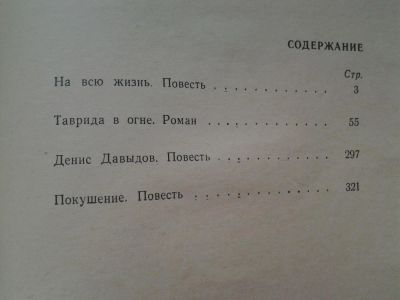 СОДЕРЖАНИЕ
Стр.
На всю жизнь. Повесть . . . . . . . . . . . . 3
Таврида в огне. Роман . . . . . . . . . . . . 55
Денис Давыдов. Повесть . . . . . . . . . . . 297
Покушение. Повесть . . . . . . . . . . . . 321